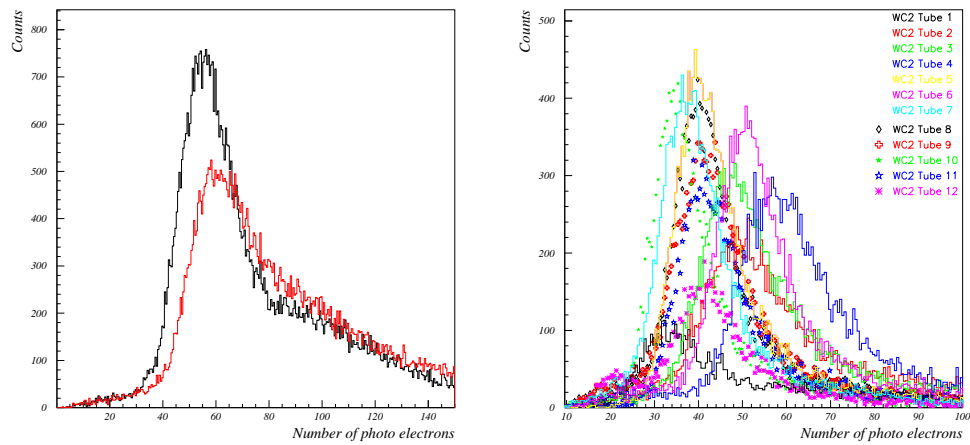 Counts
800
700
600
500
400
300
200
100
0
20
40
60
80
100
120
140
Number of photo electrons
Counts
500
400
300
200
100
0
10
20
30
40
50
60
70
80
90
100
Number of photo electrons
WC2 Tube 1
WC2 Tube 2
WC2 Tube 3
WC2 Tube 4
WC2 Tube 5
WC2 Tube 6
WC2 Tube 7
WC2 Tube 8
WC2 Tube 9
WC2 Tube 10
WC2 Tube 11
WC2 Tube 12